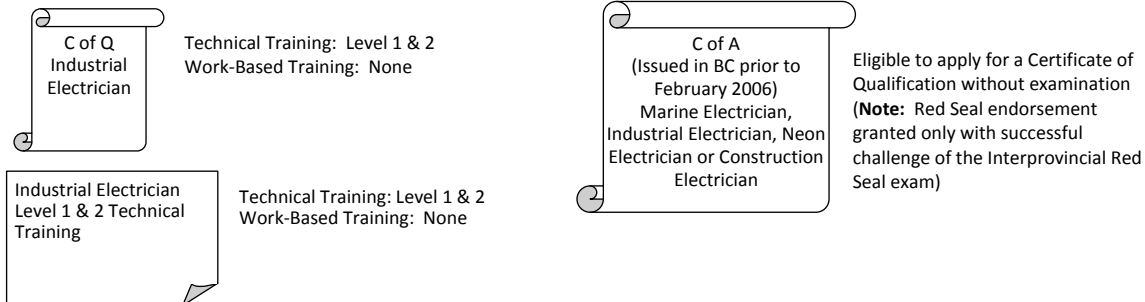 C of Q
Industrial
Electrician
Technical Training:  Level 1 & 2
Work-Based Training:  None
Industrial Electrician
Level 1 & 2 Technical
Training
Technical Training: Level 1 & 2
Work-Based Training:  None
C of A
(Issued in BC prior to
February 2006)
Marine Electrician,
Industrial Electrician, Neon
Electrician or Construction
Electrician
Eligible to apply for a Certificate of
Qualification without examination
(Note:  Red Seal endorsement
granted only with successful
challenge of the Interprovincial Red
Seal exam)